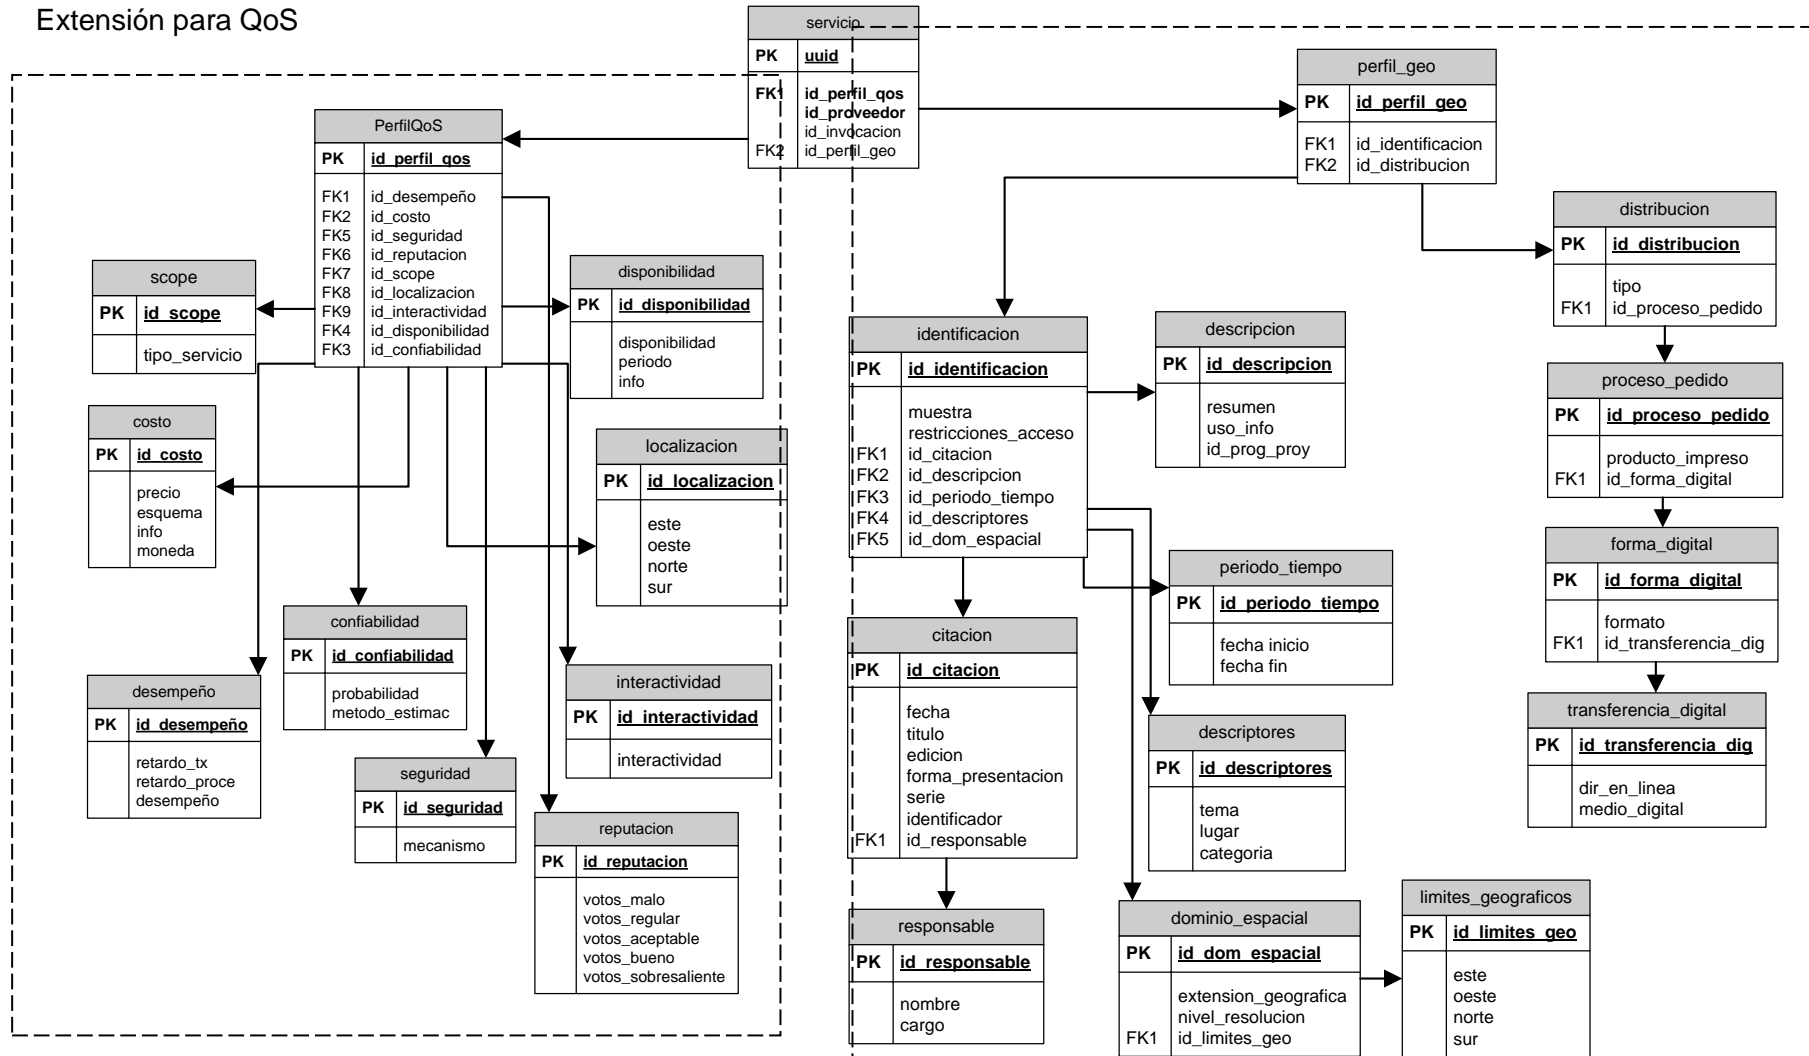 Extensión para QoS
servicio
PK uuid
FK1 id_perfil_qos
id_proveedor
id_invocacion
FK2 id_perfil_geo
perfil_geo
PK id_perfil_geo
FK1 id_identificacion
FK2 id_distribucion
PerfilQoS
PK id_perfil_qos
FK1 id_desempeño
FK2 id_costo
FK5 id_seguridad
FK6 id_reputacion
FK7 id_scope
FK8 id_localizacion
FK9 id_interactividad
FK4 id_disponibilidad
FK3 id_confiabilidad
distribucion
PK id_distribucion
tipo
FK1 id_proceso_pedido
scope
PK id_scope
tipo_servicio
disponibilidad
PK id_disponibilidad
disponibilidad
periodo
info
identificacion
PK id_identificacion
muestra
restricciones_acceso
FK1 id_citacion
FK2 id_descripcion
FK3 id_periodo_tiempo
FK4 id_descriptores
FK5 id_dom_espacial
descripcion
PK id_descripcion
resumen
uso_info
id_prog_proy
proceso_pedido
PK id_proceso_pedido
producto_impreso
FK1 id_forma_digital
costo
PK id_costo
precio
esquema
info
moneda
localizacion
PK id_localizacion
este
oeste
norte
sur
forma_digital
PK id_forma_digital
formato
FK1 id_transferencia_dig
periodo_tiempo
PK id_periodo_tiempo
fecha inicio
fecha fin
confiabilidad
PK id_confiabilidad
probabilidad
metodo_estimac
citacion
PK id_citacion
fecha
titulo
edicion
forma_presentacion
serie
identificador
FK1 id_responsable
desempeño
PK id_desempeño
retardo_tx
retardo_proce
desempeño
interactividad
PK id_interactividad
interactividad
transferencia_digital
PK id_transferencia_dig
dir_en_linea
medio_digital
descriptores
PK id_descriptores
tema
lugar
categoria
seguridad
PK id_seguridad
mecanismo
reputacion
PK id_reputacion
votos_malo
votos_regular
votos_aceptable
votos_bueno
votos_sobresaliente
responsable
PK id_responsable
nombre
cargo
dominio_espacial
PK id_dom_espacial
extension_geografica
nivel_resolucion
FK1 id_limites_geo
limites_geograficos
PK id_limites_geo
este
oeste
norte
sur